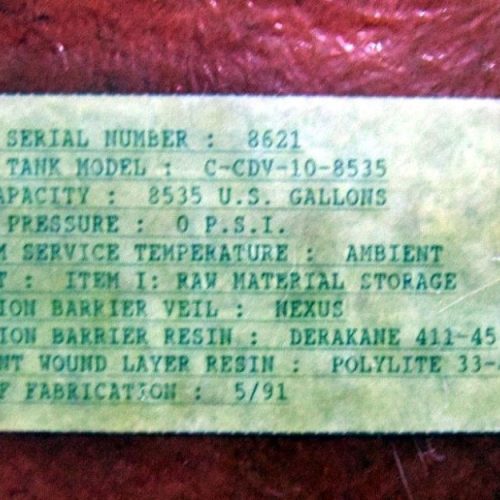 SERIAL NUMBER : 8621
TANK MODEL : C-CDV-10-8535
APACITY : 8535 U.S. GALLONS
PRESSURE : 0 P.S.I.
M SERVICE TEMPERATURE : AMBIENT
T : ITEM I: RAW MATERIAL STORAGE
ION BARRIER VEIL : NEXUS
ION BARRIER RESIN : DERAKANE 411-45
NT WOUND LAYER RESIN : POLYLITE 33-
F FABRICATION : 5/91